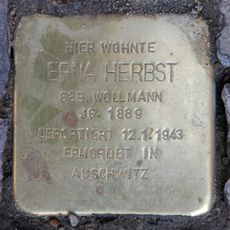 HIER WOHNTE
ERNA HERBST
GEB. WOLLMANN
JG. 1889
DEPORTIERT 12.1.1943
ERMORDET IN
AUSCHWITZ